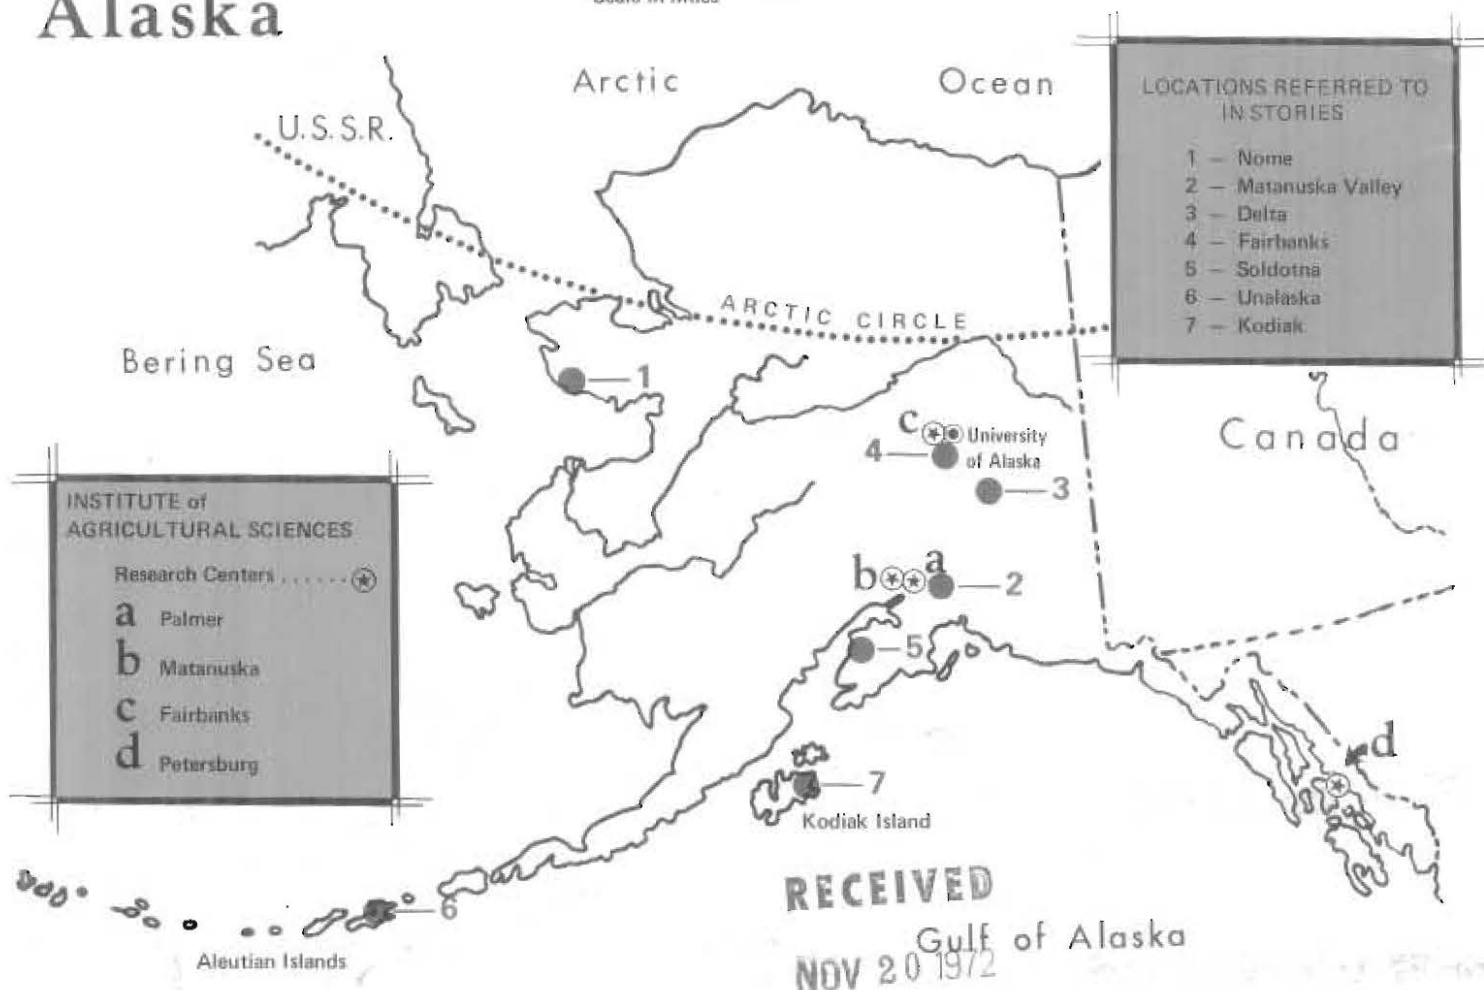 Alaska
Scale in Miles
Arctic Ocean
U.S.S.R.
ARCTIC CIRCLE
Bering Sea
LOCATIONS REFERRED TO
IN STORIES
1 – Nome
2 – Matanuska Valley
3 – Delta
4 – Fairbanks
5 – Soldotna
6 – Unalaska
7 – Kodiak
1
Canada
c University
4 of Alaska
3
INSTITUTE of
AGRICULTURAL SCIENCES
Research Centers ......
a Palmer
b Matanuska
c Fairbanks
d Petersburg
b a
2
5
d
7
Kodiak Island
6
Aleutian Islands
RECEIVED
Gulf of Alaska
NOV 20 1972